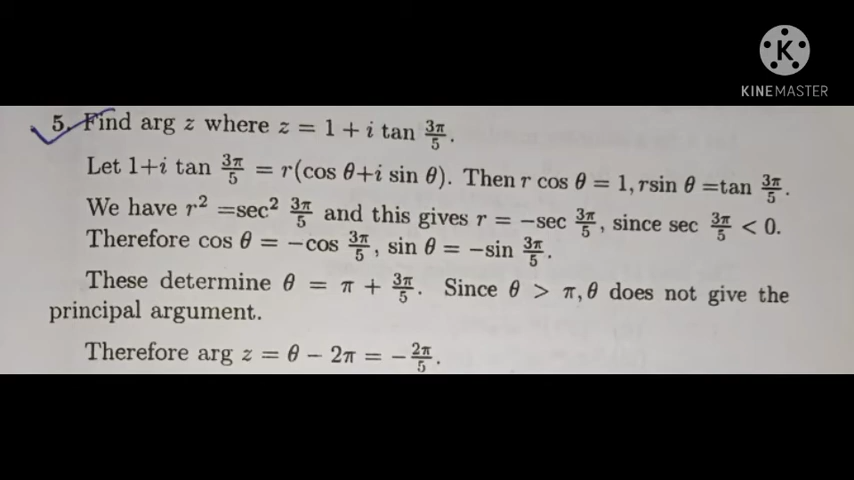 K
KINEMASTER
5. Find arg z where z = 1 + i tan 3π/5.
Let 1+i tan 3π/5 = r(cos θ+i sin θ). Then r cos θ = 1, rsin θ =tan 3π/5.
We have r² =sec² 3π/5 and this gives r = −sec 3π/5, since sec 3π/5 < 0.
Therefore cos θ = −cos 3π/5, sin θ = −sin 3π/5.
These determine θ = π + 3π/5. Since θ > π, θ does not give the
principal argument.
Therefore arg z = θ − 2π = −2π/5.